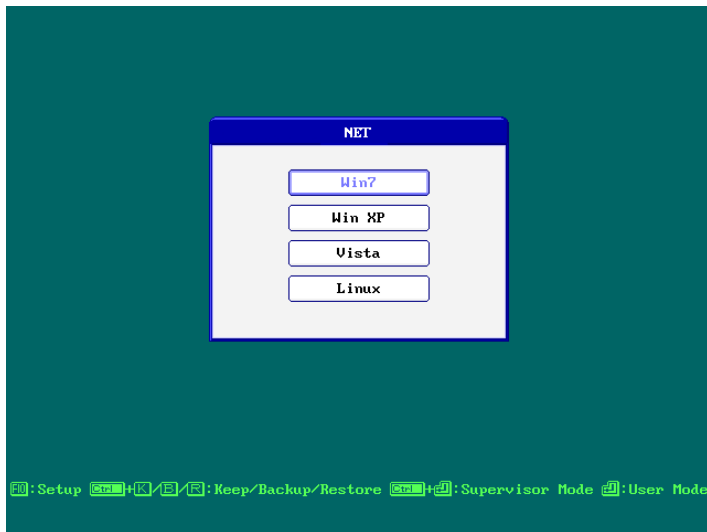 NET
Win7
Win XP
Vista
Linux
F10:Setup Ctrl+K/B/R:Keep/Backup/Restore Ctrl+⏎:Supervisor Mode ⏎:User Mode